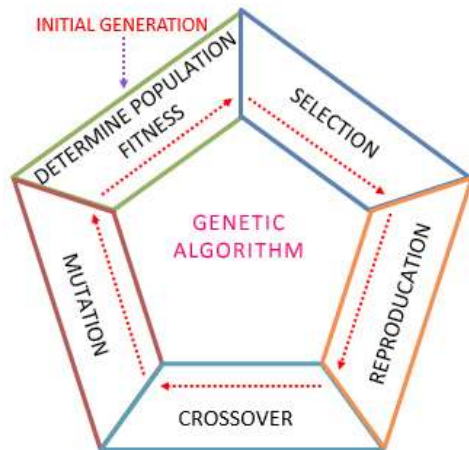 INITIAL GENERATION
DETERMINE POPULATION
FITNESS
SELECTION
REPRODUCATION
CROSSOVER
MUTATION
GENETIC
ALGORITHM